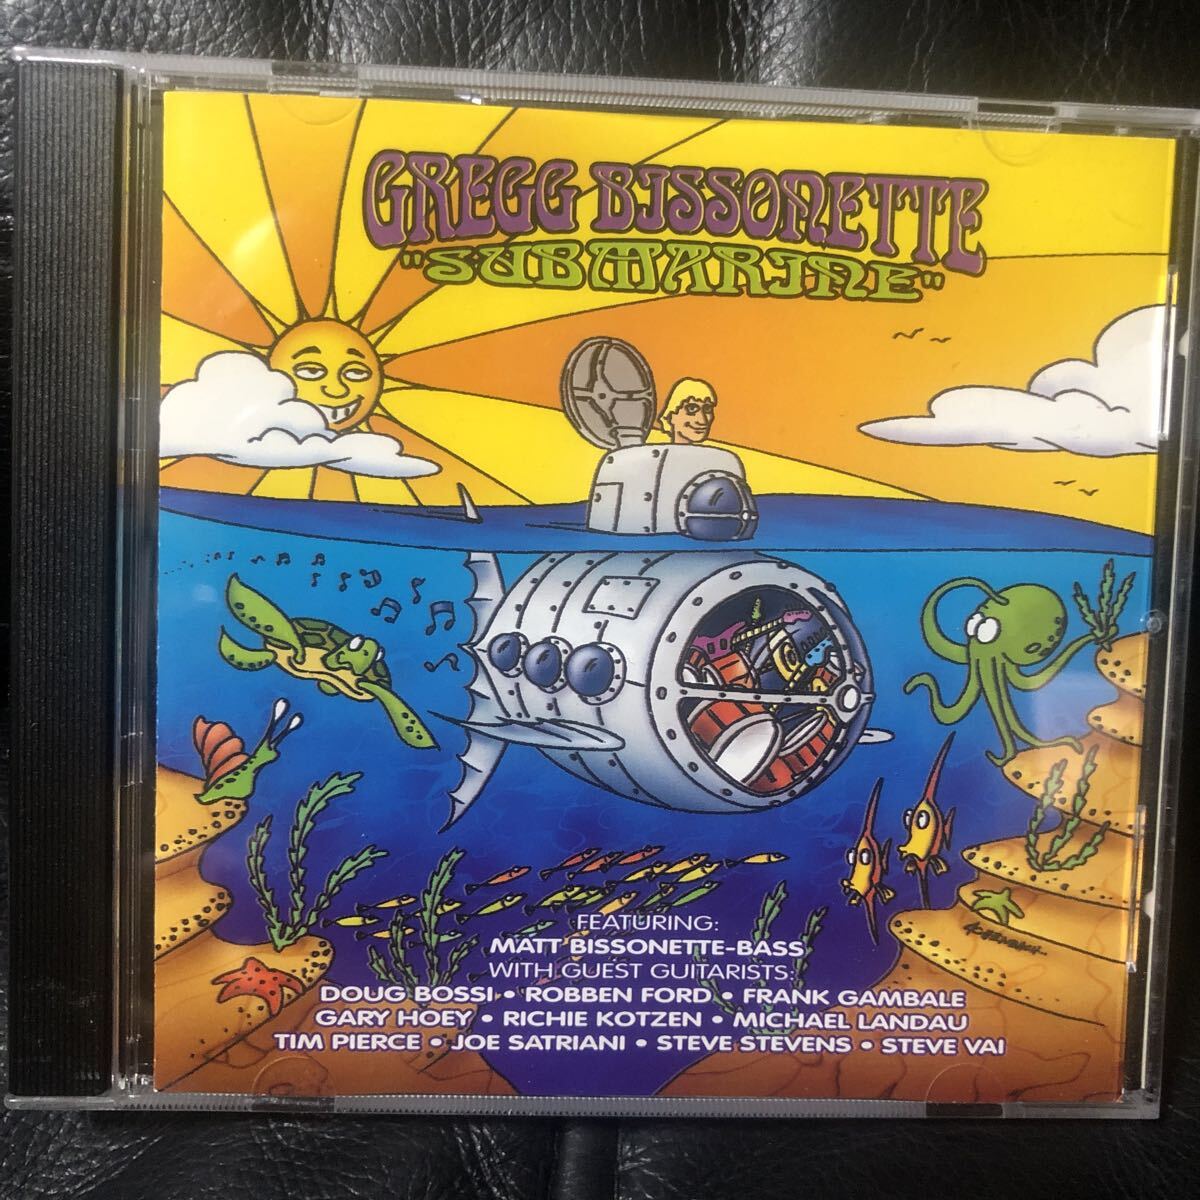 GREGG BISSONETTE
"SUBMARINE"
FEATURING:
MATT BISSONETTE-BASS
WITH GUEST GUITARISTS:
DOUG BOSSI • ROBBEN FORD • FRANK GAMBALE
GARY HOEY • RICHIE KOTZEN • MICHAEL LANDAU
TIM PIERCE • JOE SATRIANI • STEVE STEVENS • STEVE VAI